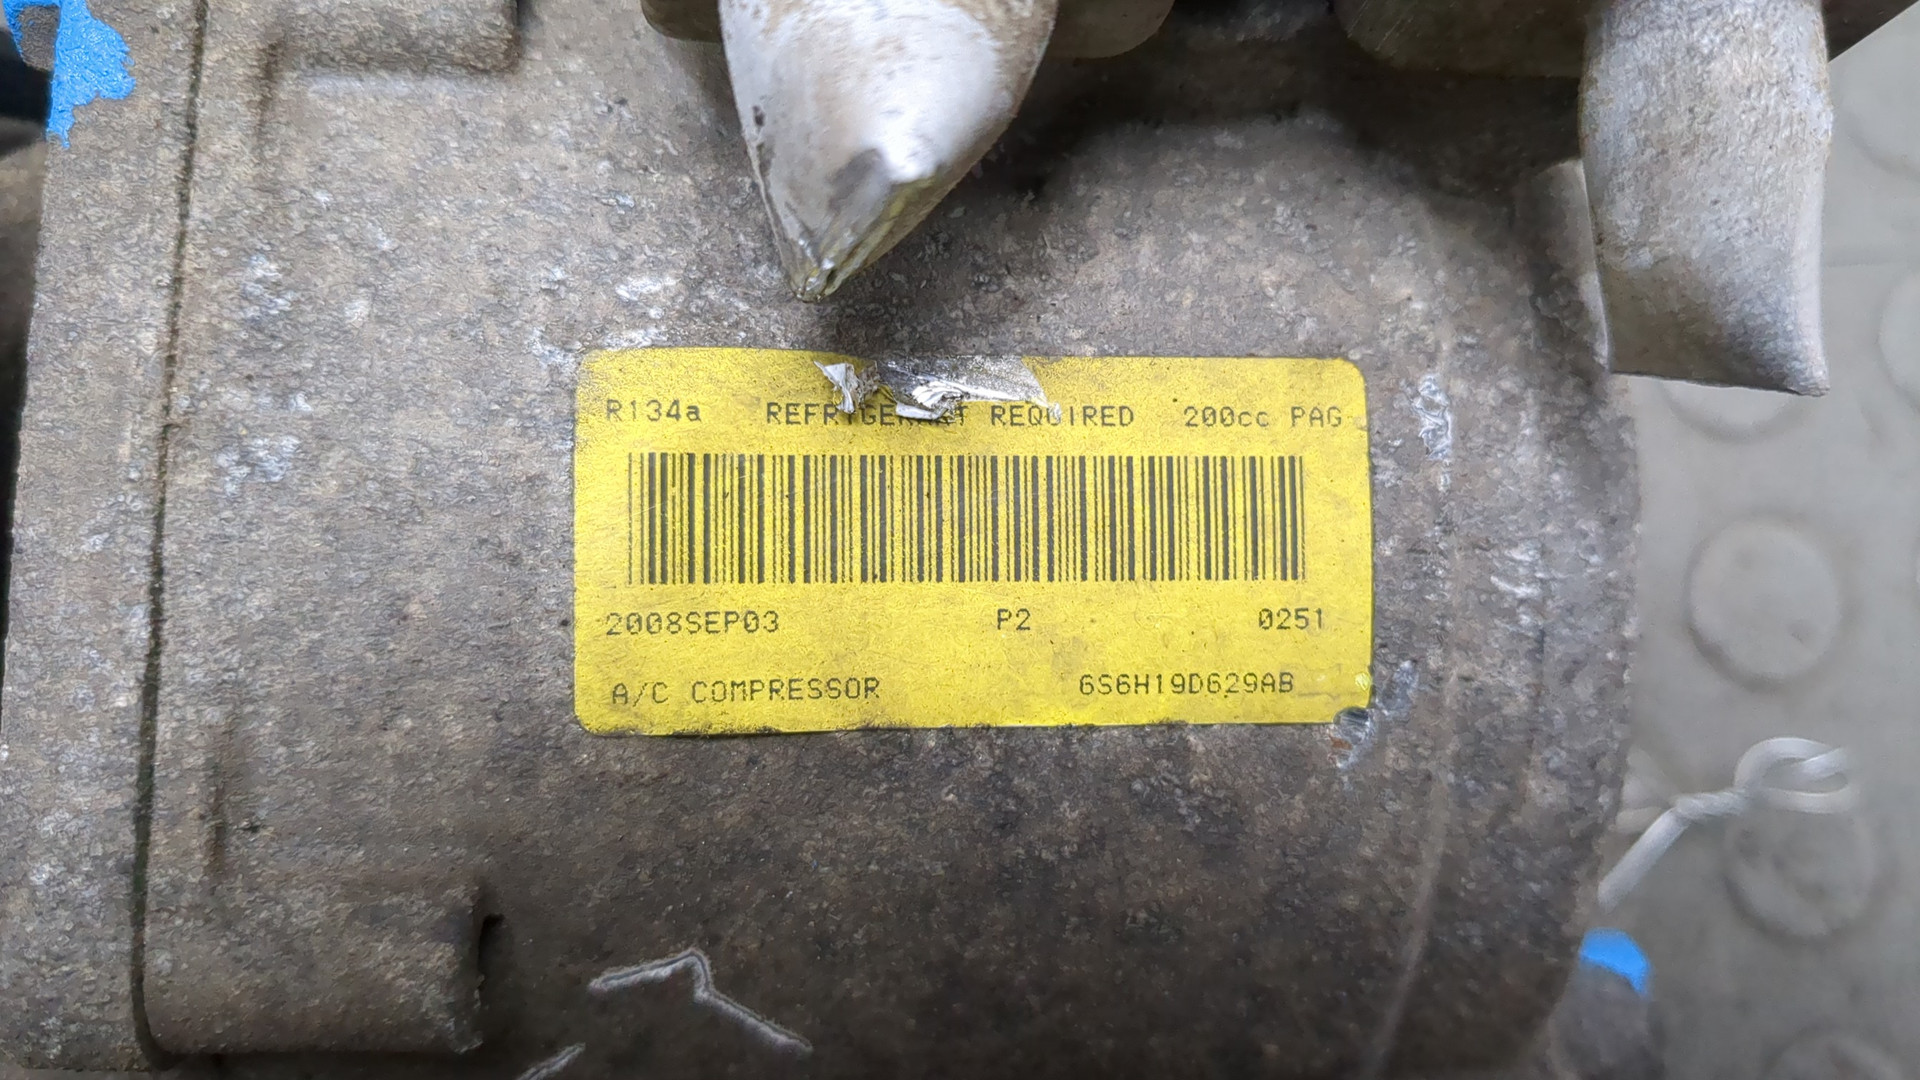 R134a REFRIGERANT REQUIRED 200cc PAG
2008SEP03 P2 0251
A/C COMPRESSOR 6S6H19D629AB